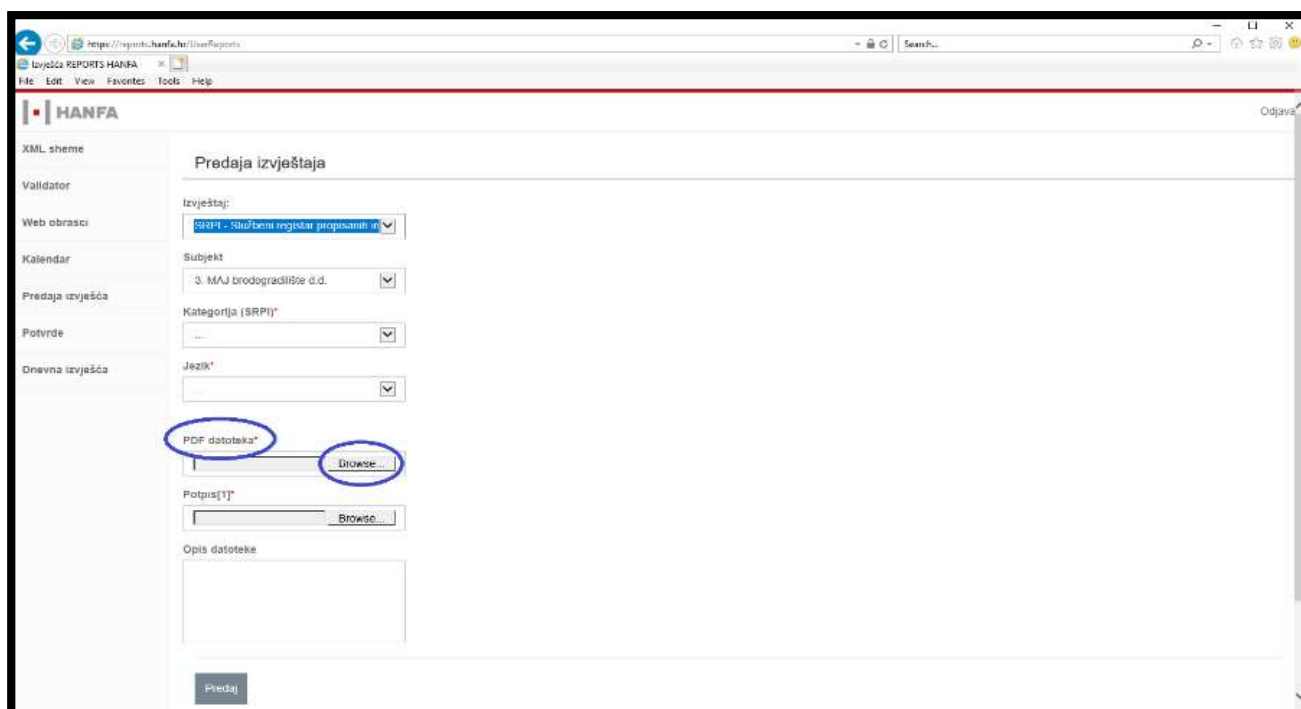 https://reports.hanfa.hr/UserReports
Search...
Izvješća REPORTS HANFA
File Edit View Favorites Tools Help
HANFA
Odjava
XML sheme
Validator
Web obrasci
Kalendar
Predaja izvješća
Potvrde
Dnevna izvješća
Predaja izvještaja
Izvještaj:
SRPI - Službeni registar propisanih in
Subjekt
3. MAJ brodogradilište d.d.
Kategorija (SRPI)*
...
Jezik*
...
PDF datoteka*
Browse...
Potpis[1]*
Browse...
Opis datoteke
Predaj